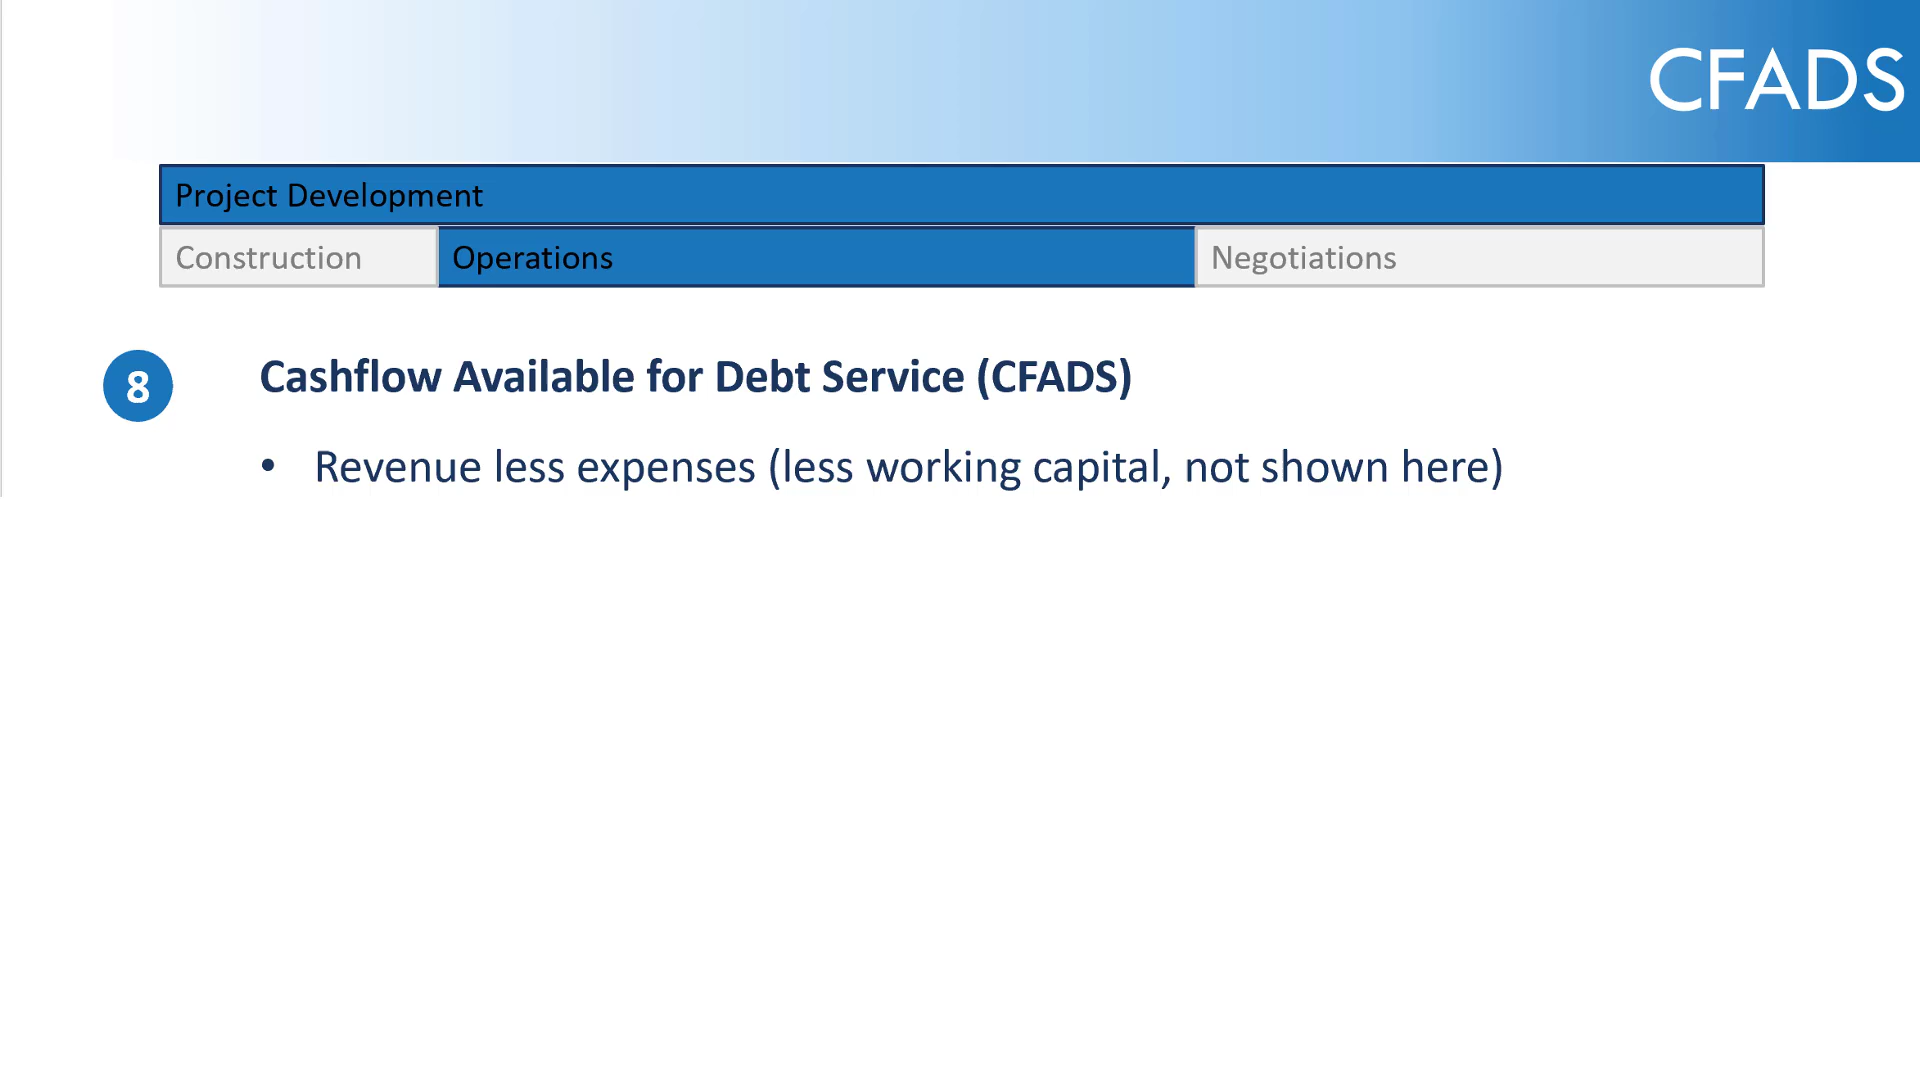 CFADS
Project Development
Construction
Operations
Negotiations
8
Cashflow Available for Debt Service (CFADS)
• Revenue less expenses (less working capital, not shown here)